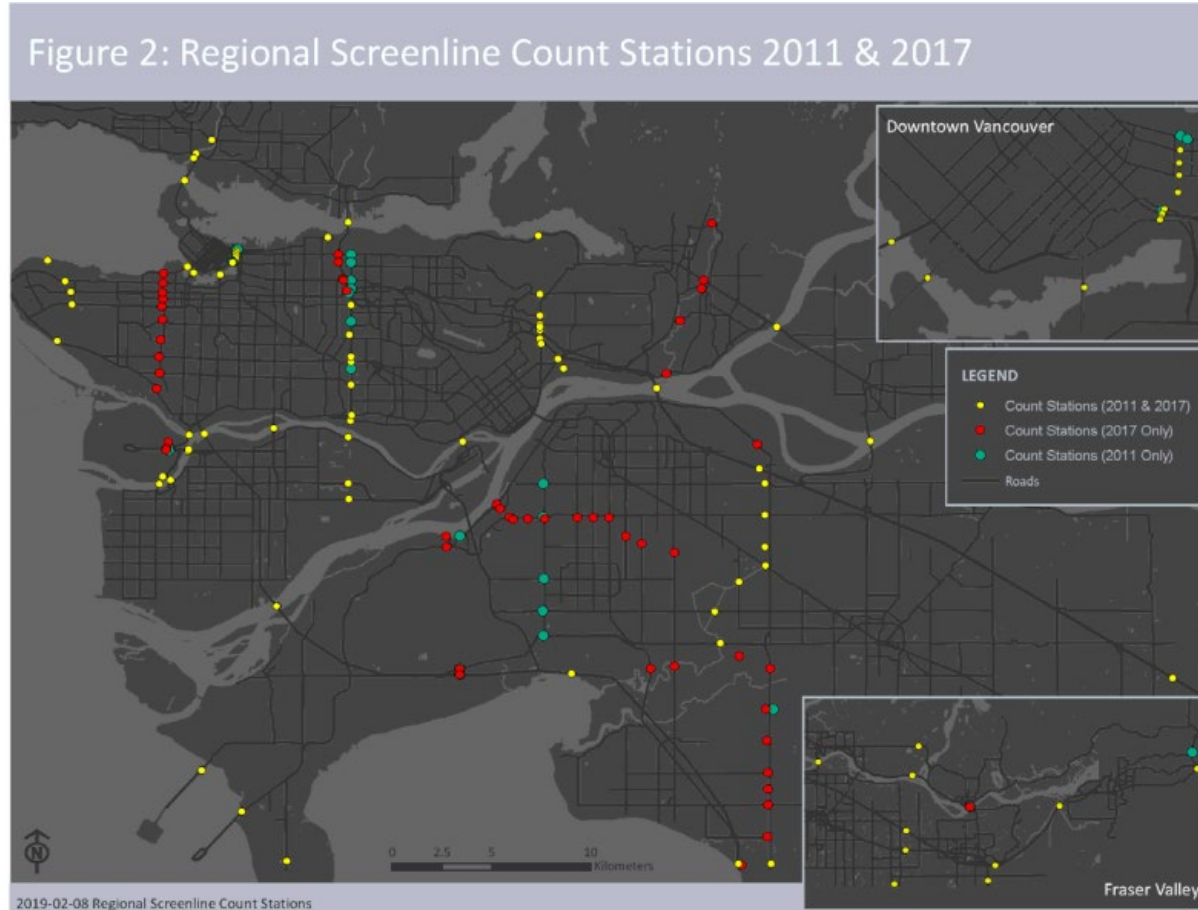 Figure 2: Regional Screenline Count Stations 2011 & 2017
Downtown Vancouver
LEGEND
Count Stations (2011 & 2017)
Count Stations (2017 Only)
Count Stations (2011 Only)
Roads
N
0 2.5 5 10
Kilometers
Fraser Valley
2019-02-08 Regional Screenline Count Stations